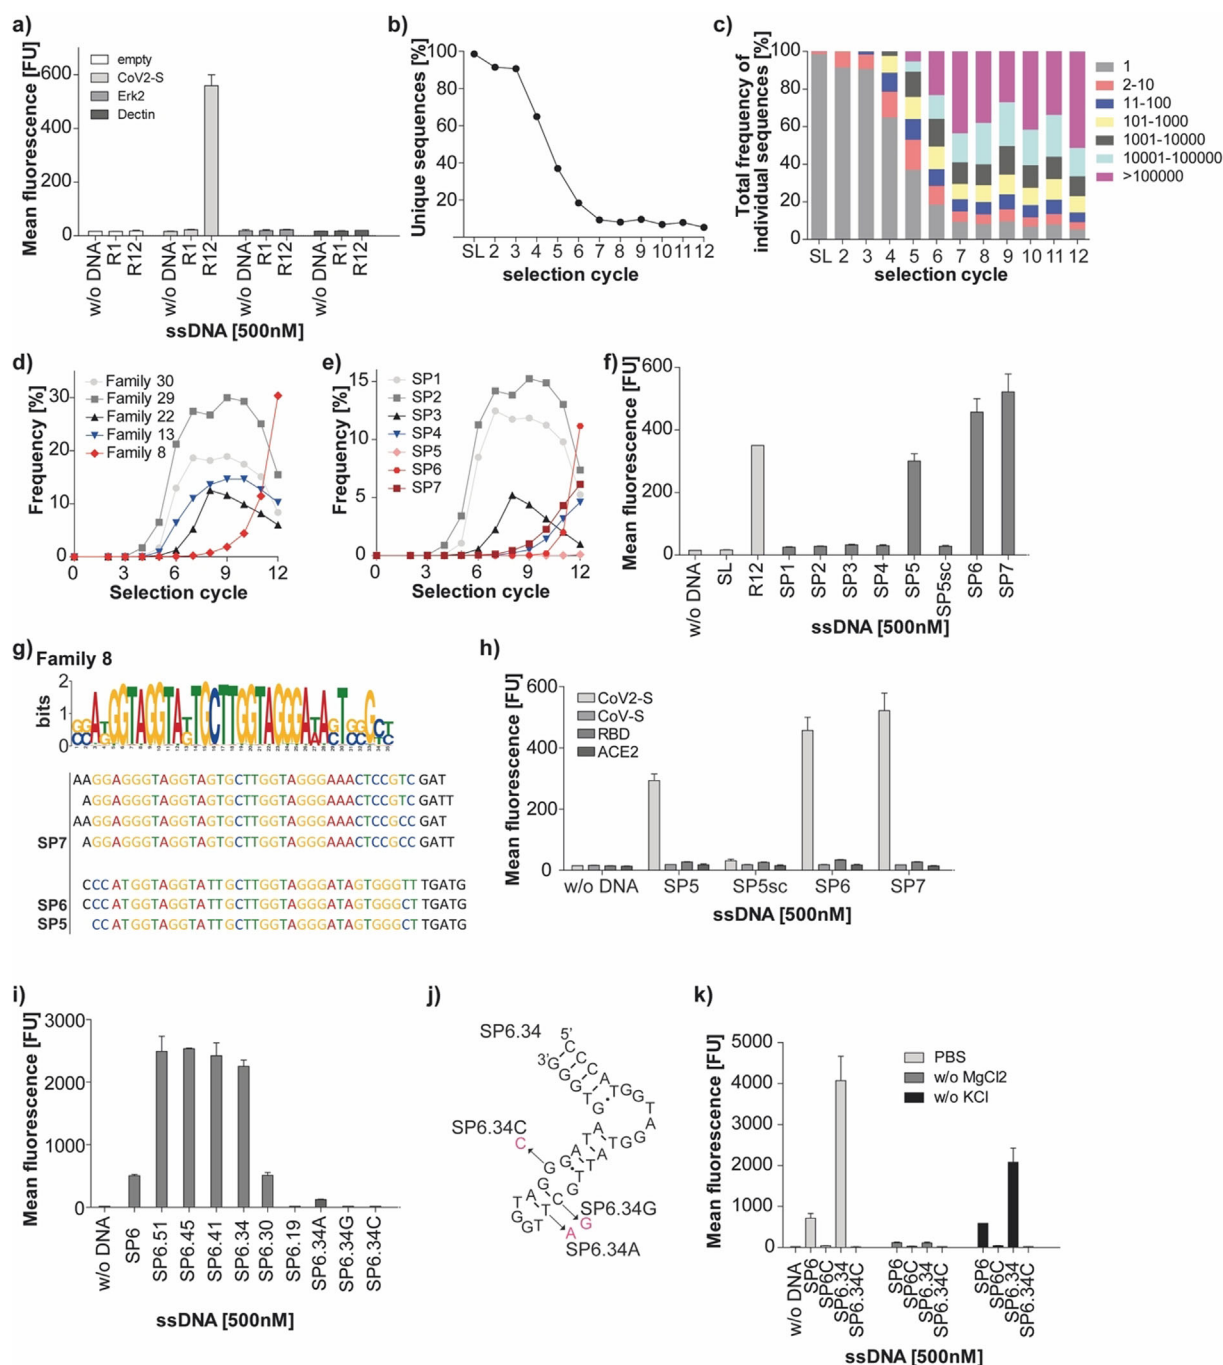 a)
Mean fluorescence [FU]
600
400
200
0
empty
CoV2-S
Erk2
Dectin
w/o DNA
R1
R12
w/o DNA
R1
R12
w/o DNA
R1
R12
w/o DNA
R1
R12
ssDNA [500nM]
b)
Unique sequences [%]
100
80
60
40
20
SL 2 3 4 5 6 7 8 9 10 11 12
selection cycle
c)
Total frequency of
individual sequences [%]
100
80
60
40
20
0
SL 2 3 4 5 6 7 8 9 10 11 12
selection cycle
1
2-10
11-100
101-1000
1001-10000
10001-100000
>100000
d)
Frequency [%]
30
20
10
0
Family 30
Family 29
Family 22
Family 13
Family 8
0 3 6 9 12
Selection cycle
e)
Frequency [%]
15
10
5
0
SP1
SP2
SP3
SP4
SP5
SP6
SP7
0 3 6 9 12
Selection cycle
f)
Mean fluorescence [FU]
600
400
200
0
w/o DNA
SL
R12
SP1
SP2
SP3
SP4
SP5
SP5sc
SP6
SP7
ssDNA [500nM]
g)
Family 8
bits
2
1
0
AAGGAGGGTAGGTAGTGCTTGGTAGGGAAACTCCGTC GAT
AGGAGGGTAGGTAGTGCTTGGTAGGGAAACTCCGTC GATT
AAGGAGGGTAGGTAGTGCTTGGTAGGGAAACTCCGCC GAT
SP7 AGGAGGGTAGGTAGTGCTTGGTAGGGAAACTCCGCC GATT
CCCATGGTAGGTATTGCTTGGTAGGGATAGTGGGTT TGATG
SP6 CCCATGGTAGGTATTGCTTGGTAGGGATAGTGGGCT TGATG
SP5 CCATGGTAGGTATTGCTTGGTAGGGATAGTGGGCT TGATG
h)
Mean fluorescence [FU]
600
400
200
0
CoV2-S
CoV-S
RBD
ACE2
w/o DNA SP5 SP5sc SP6 SP7
ssDNA [500nM]
i)
Mean fluorescence [FU]
3000
2000
1000
0
w/o DNA
SP6
SP6.51
SP6.45
SP6.41
SP6.34
SP6.30
SP6.19
SP6.34A
SP6.34G
SP6.34C
ssDNA [500nM]
j)
SP6.34
5'
3'
SP6.34C
C
SP6.34G
G
A
SP6.34A
k)
Mean fluorescence [FU]
5000
4000
3000
2000
1000
0
PBS
w/o MgCl2
w/o KCl
w/o DNA
SP6
SP6C
SP6.34
SP6.34C
SP6
SP6C
SP6.34
SP6.34C
SP6
SP6C
SP6.34
SP6.34C
ssDNA [500nM]